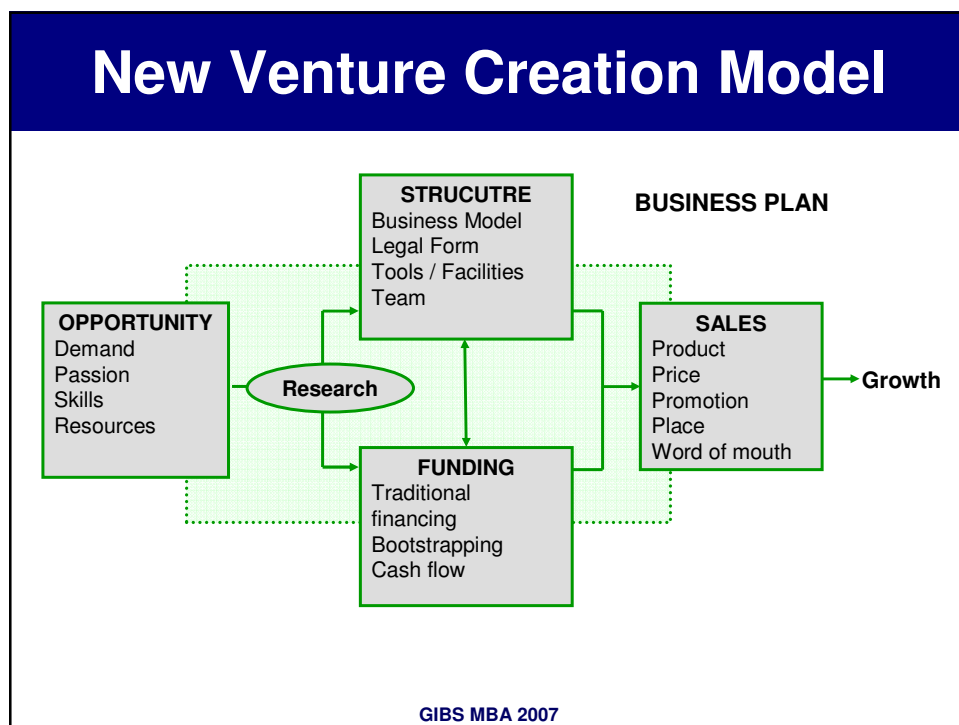 New Venture Creation Model
BUSINESS PLAN
OPPORTUNITY
Demand
Passion
Skills
Resources
Research
STRUCUTRE
Business Model
Legal Form
Tools / Facilities
Team
FUNDING
Traditional
financing
Bootstrapping
Cash flow
SALES
Product
Price
Promotion
Place
Word of mouth
Growth
GIBS MBA 2007